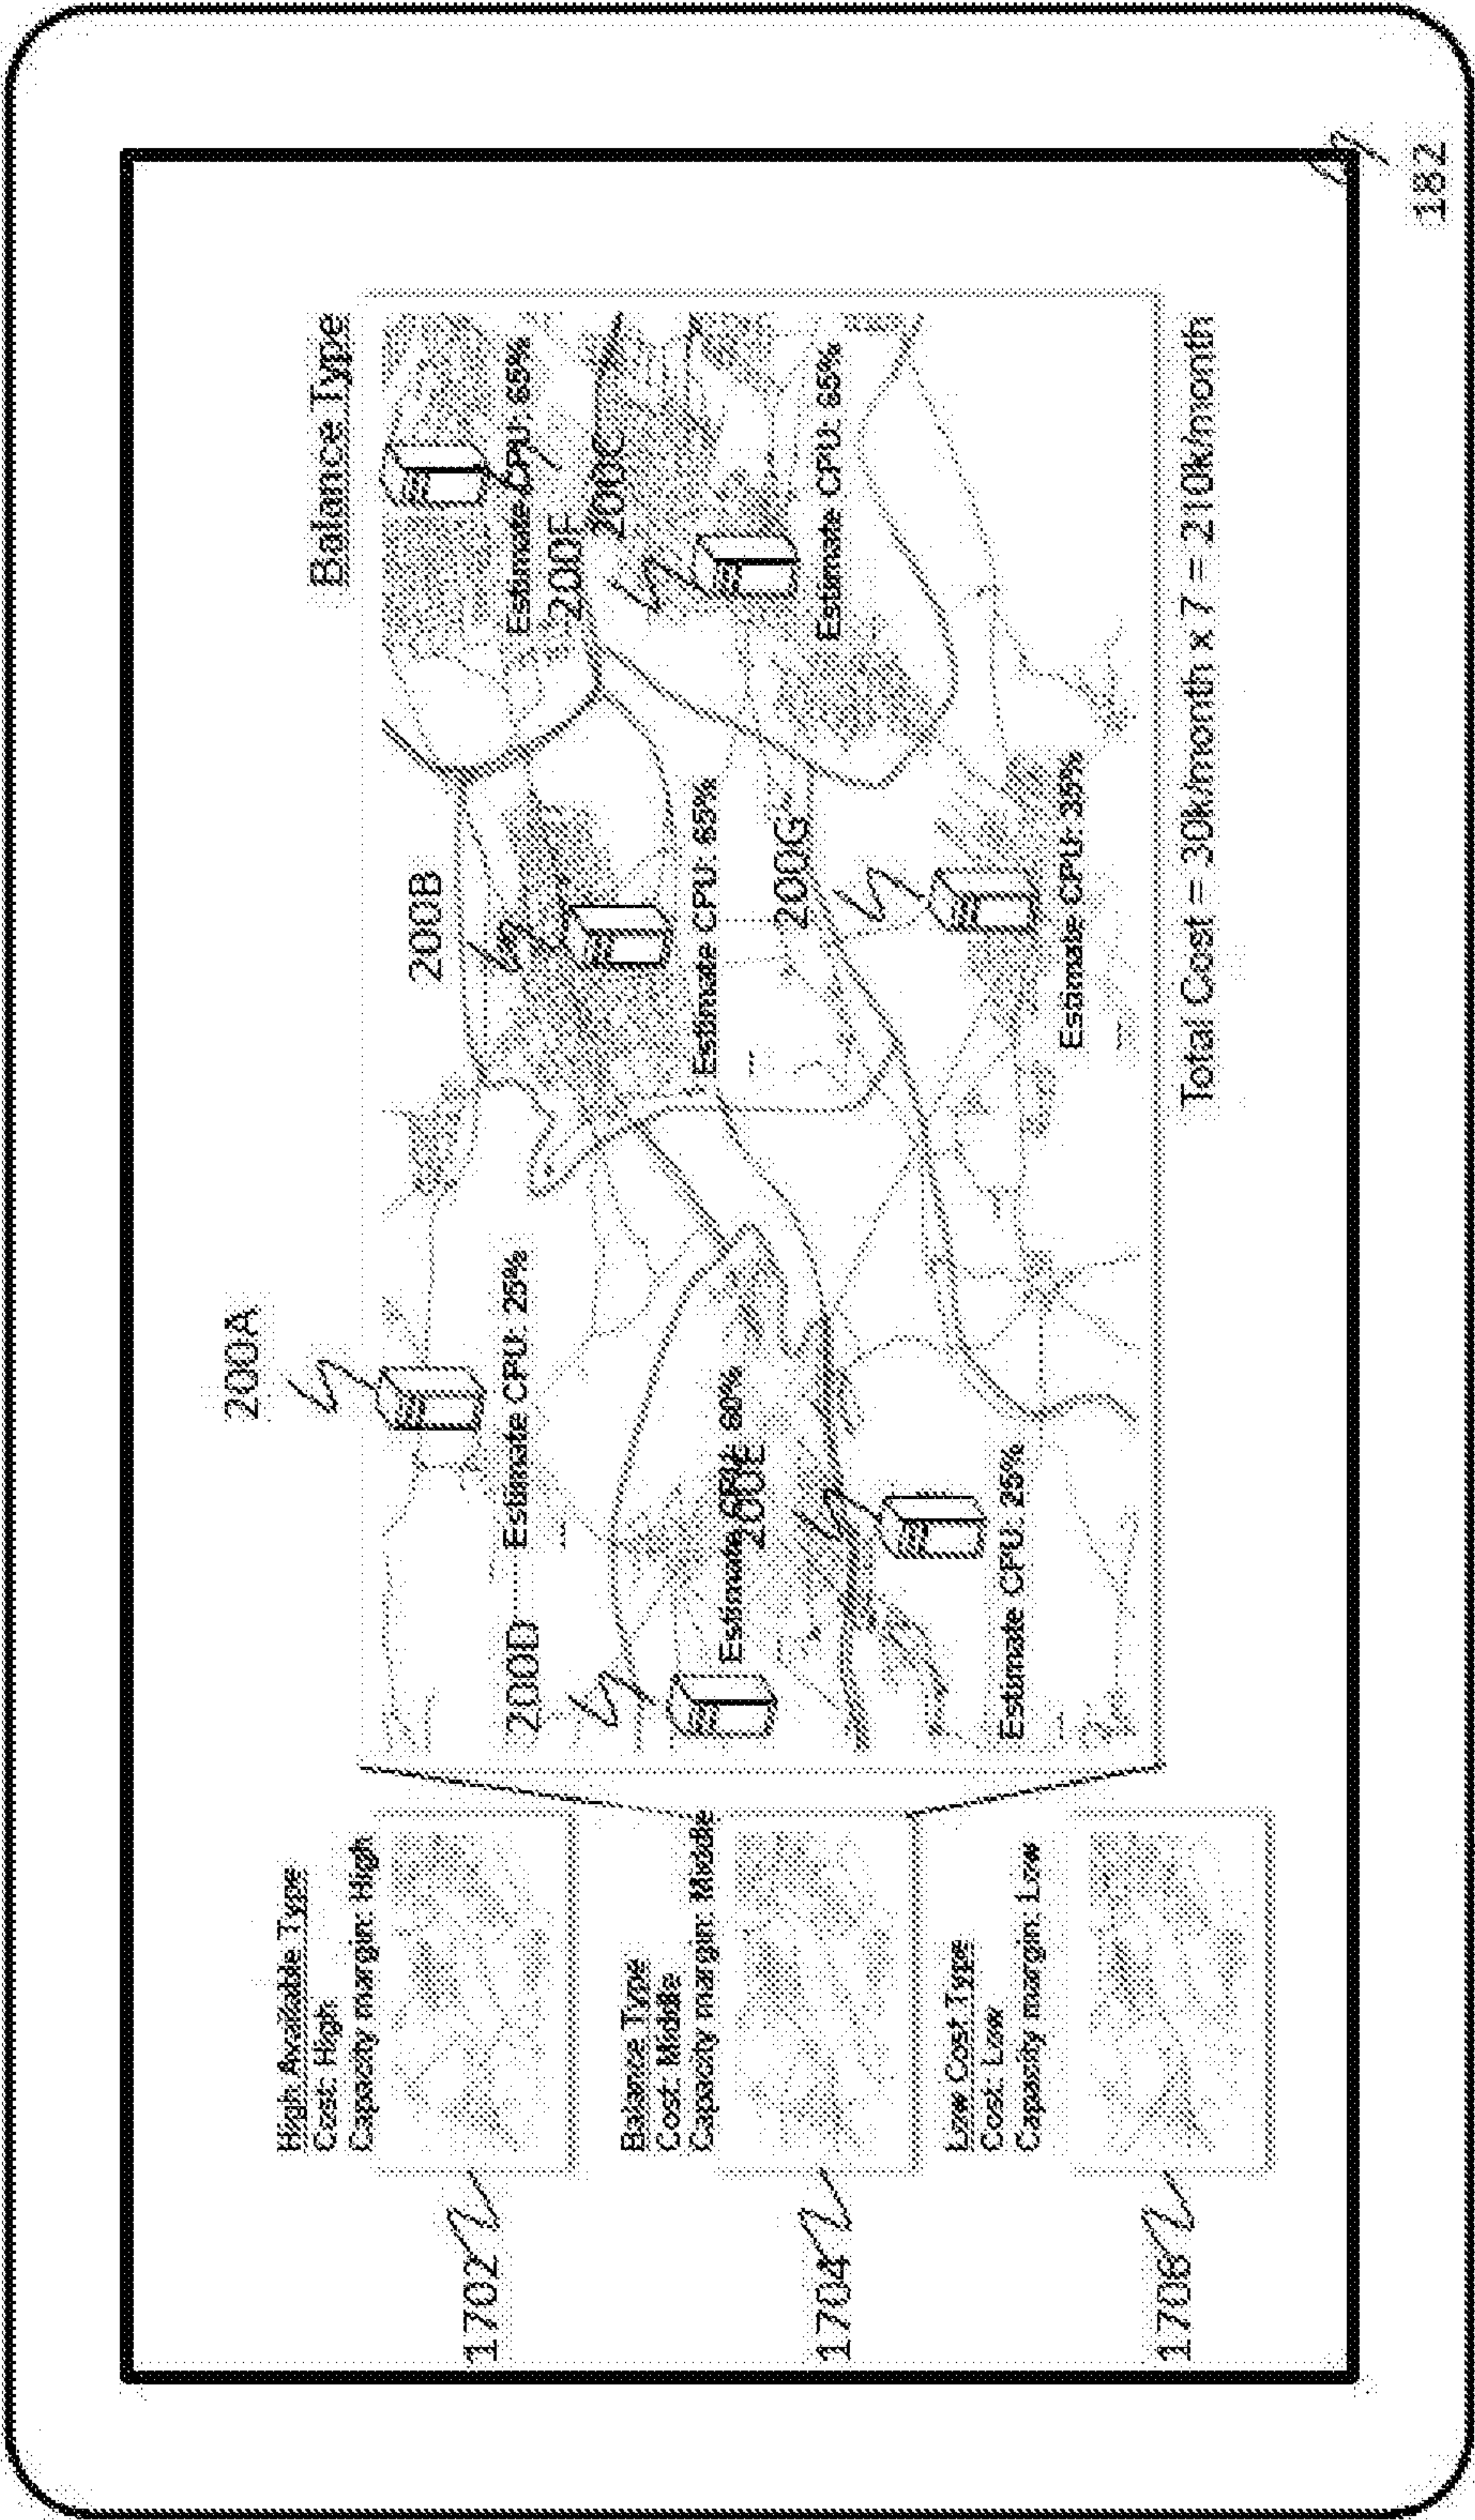 High Available Type
Cost: High
Capacity margin: High
1702
Balance Type
Cost: Middle
Capacity margin: Middle
1704
Low Cost Type
Cost: Low
Capacity margin: Low
1706
Balance Type
200A
Estimate CPU: 25%
200B
Estimate CPU: 65%
200F
Estimate CPU: 65%
200C
Estimate CPU: 65%
200D
Estimate CPU: 60%
200E
Estimate CPU: 25%
200G
Estimate CPU: 35%
Total Cost = 30k/month x 7 = 210k/month
182